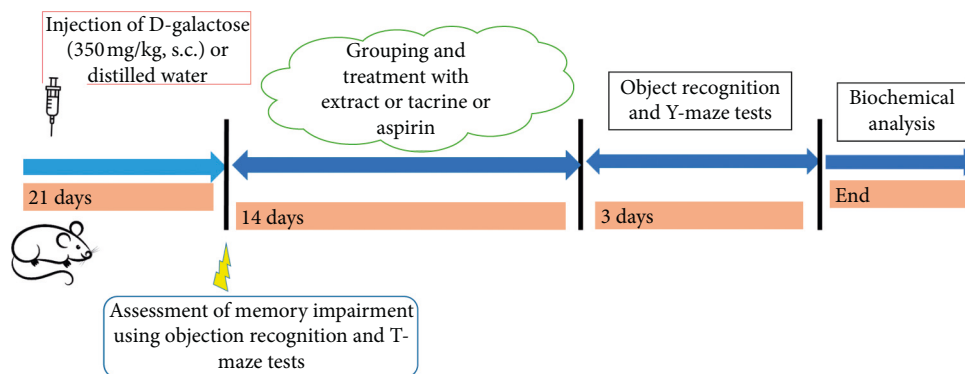 Injection of D-galactose
(350 mg/kg, s.c.) or
distilled water
Grouping and
treatment with
extract or tacrine or
aspirin
Object recognition
and Y-maze tests
Biochemical
analysis
21 days
14 days
3 days
End
Assessment of memory impairment
using objection recognition and T-
maze tests